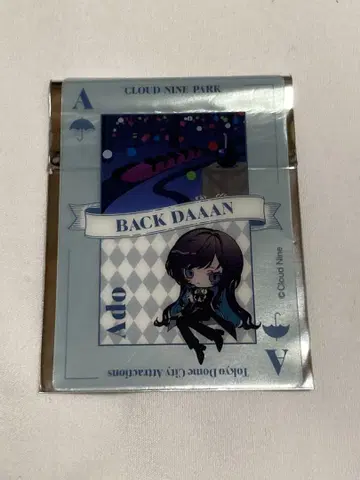 A
CLOUD NINE PARK
BACK DAAAN
Ado
©Cloud Nine
A
Tokyo Dome City Attractions